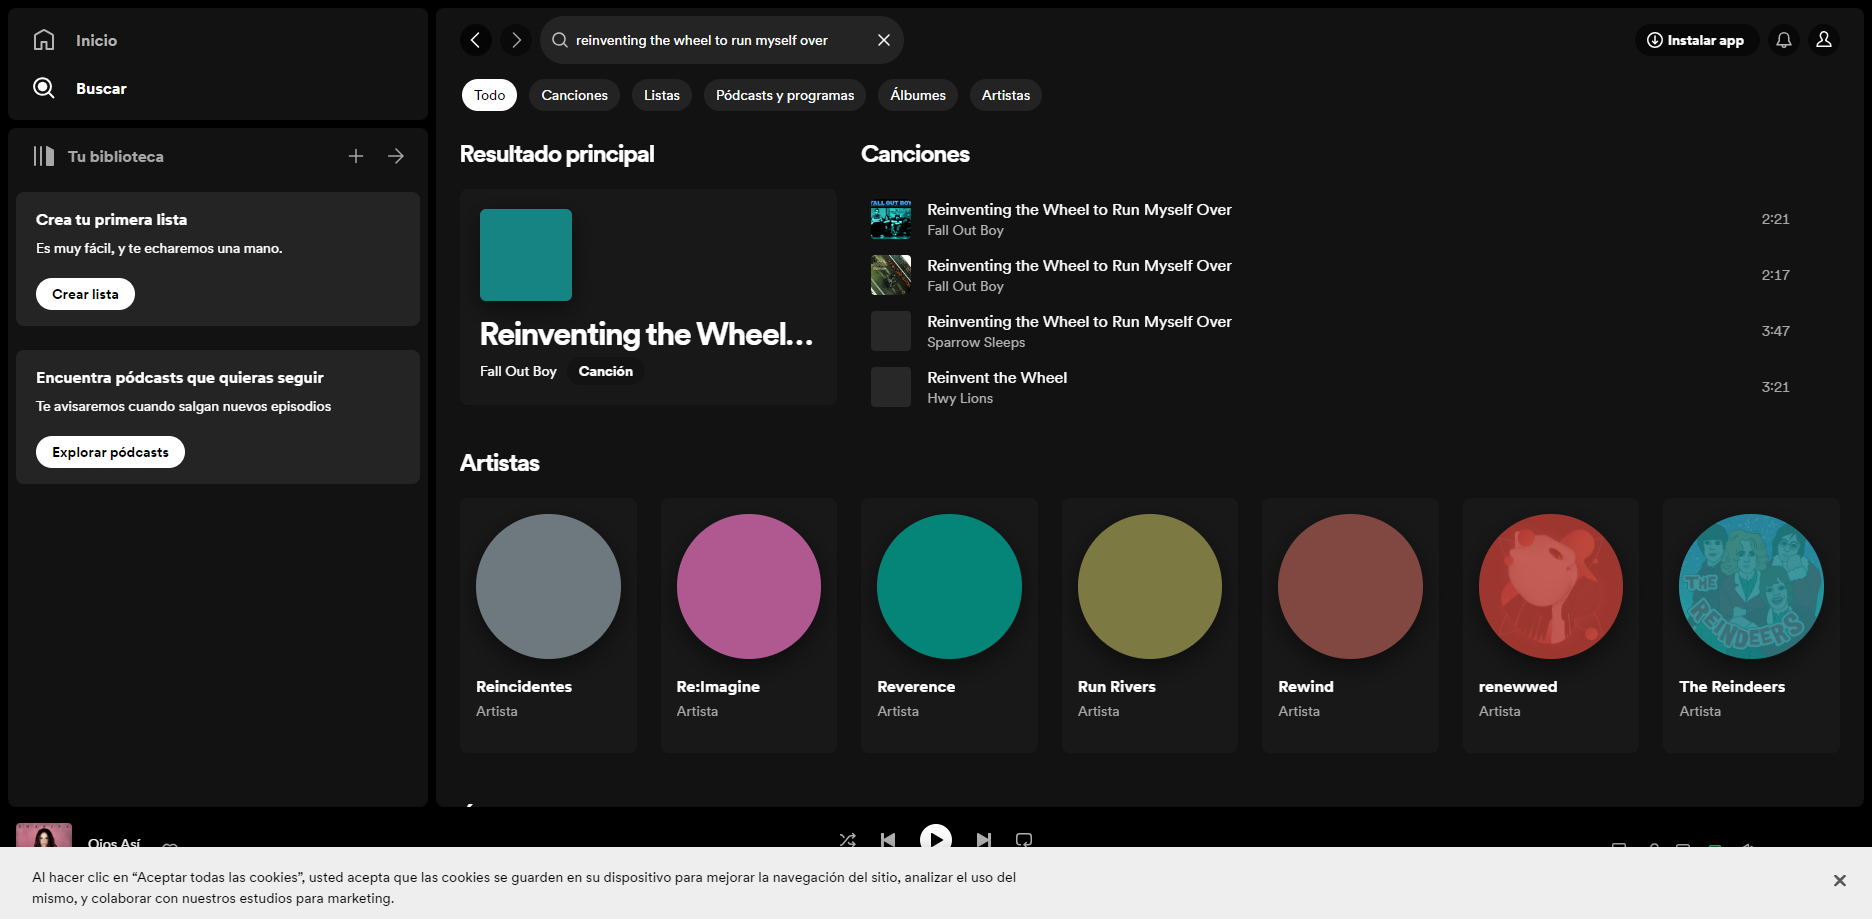 Inicio
Buscar
Tu biblioteca
Crea tu primera lista
Es muy fácil, y te echaremos una mano.
Crear lista
Encuentra pódcasts que quieras seguir
Te avisaremos cuando salgan nuevos episodios
Explorar pódcasts
reinventing the wheel to run myself over
Instalar app
Todo
Canciones
Listas
Pódcasts y programas
Álbumes
Artistas
Resultado principal
Reinventing the Wheel...
Fall Out Boy
Canción
Canciones
FALL OUT BOY
Reinventing the Wheel to Run Myself Over
Fall Out Boy
2:21
Reinventing the Wheel to Run Myself Over
Fall Out Boy
2:17
Reinventing the Wheel to Run Myself Over
Sparrow Sleeps
3:47
Reinvent the Wheel
Hwy Lions
3:21
Artistas
Reincidentes
Artista
Re:Imagine
Artista
Reverence
Artista
Run Rivers
Artista
Rewind
Artista
renewwed
Artista
THE
REINDEERS
The Reindeers
Artista
Ojos Así
Al hacer clic en “Aceptar todas las cookies”, usted acepta que las cookies se guarden en su dispositivo para mejorar la navegación del sitio, analizar el uso del
mismo, y colaborar con nuestros estudios para marketing.